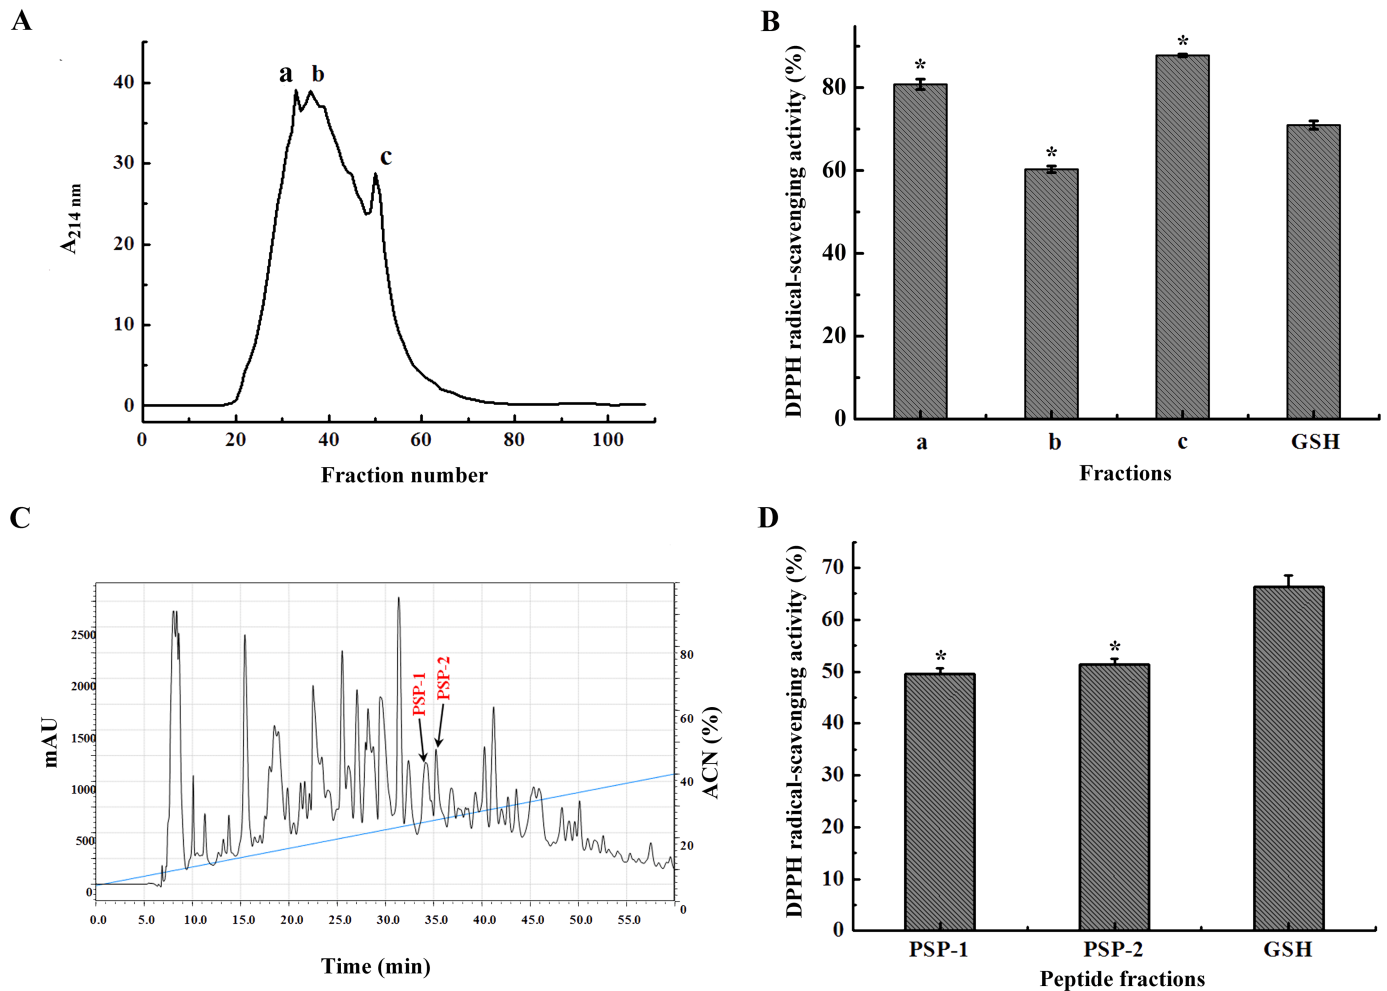 A
a
b
c
40
30
20
10
0
A214 nm
0 20 40 60 80 100
Fraction number
B
DPPH radical-scavenging activity (%)
80
60
40
20
0
* * *
a b c GSH
Fractions
C
mAU
2500
2000
1500
1000
500
0
PSP-1
PSP-2
80
60
40
20
0
ACN (%)
0.0 5.0 10.0 15.0 20.0 25.0 30.0 35.0 40.0 45.0 50.0 55.0
Time (min)
D
DPPH radical-scavenging activity (%)
70
60
50
40
30
20
10
0
* *
PSP-1 PSP-2 GSH
Peptide fractions